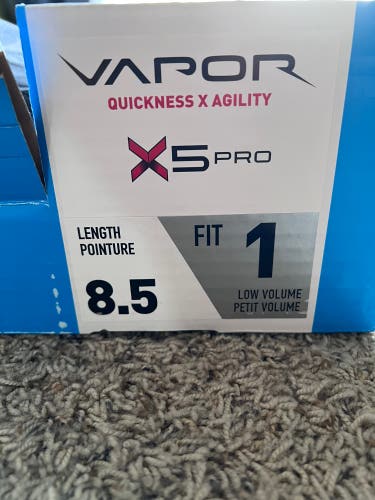 VAPOR
QUICKNESS X AGILITY
X5 PRO
LENGTH
POINTURE
8.5
FIT 1
LOW VOLUME
PETIT VOLUME